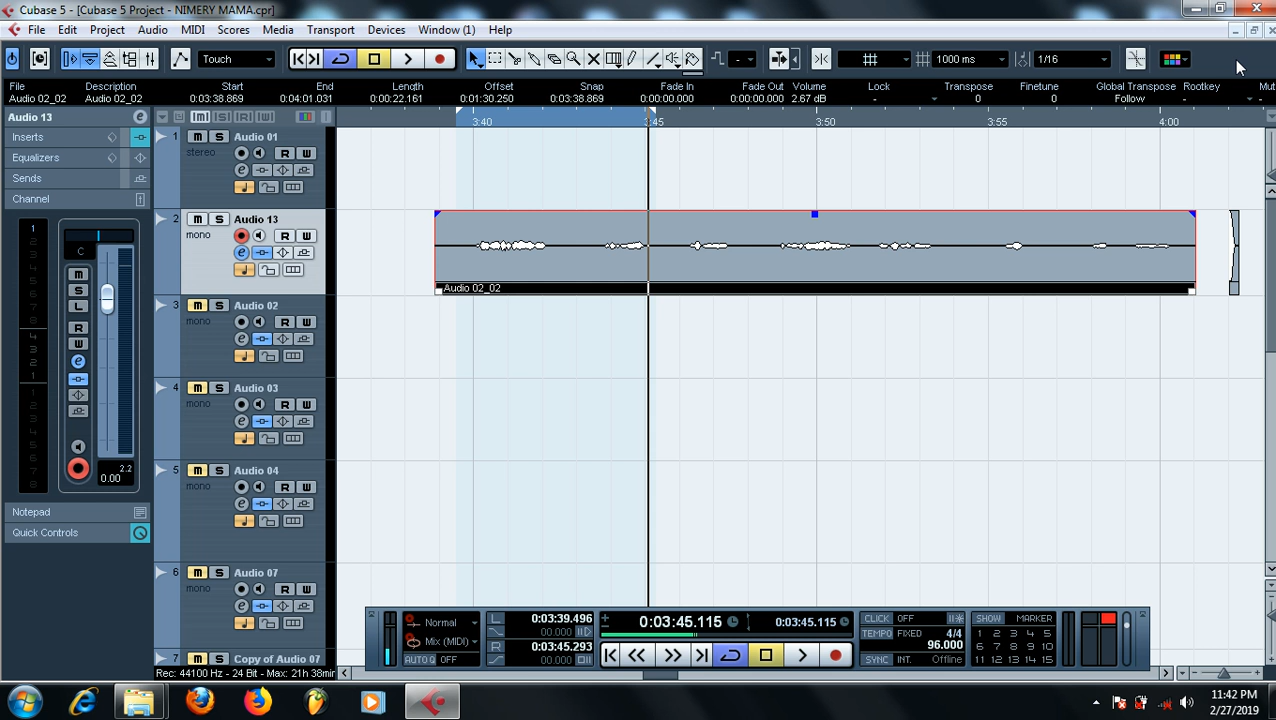 Cubase 5 - [Cubase 5 Project - NIMERY MAMA.cpr]
File Edit Project Audio MIDI Scores Media Transport Devices Window (1) Help
Touch - 1000 ms 1/16
File Description Start End Length Offset Snap Fade In Fade Out Volume Lock Transpose Finetune Global Transpose Rootkey Mut
Audio 02_02 Audio 02_02 0:03:38.869 0:04:01.031 0:00:22.161 0:01:30.250 0:03:38.869 0:00:00.000 0:00:00.000 2.67 dB - 0 0 Follow -
Audio 13
Inserts
Equalizers
Sends
Channel
C
m
S
L
R
W
e
2.2
0.00
Notepad
Quick Controls
3:40 3:45 3:50 3:55 4:00
1 m S Audio 01
stereo R W
2 m S Audio 13
mono R W
Audio 02_02
3 m S Audio 02
mono R W
4 m S Audio 03
mono R W
5 m S Audio 04
mono R W
6 m S Audio 07
mono R W
7 m S Copy of Audio 07
Rec: 44100 Hz - 24 Bit - Max: 21h 38min
Normal
Mix (MIDI)
AUTO Q OFF
L 0:03:39.496
00.000
R 0:03:45.293
00.000
0:03:45.115 0:03:45.115
CLICK OFF
TEMPO FIXED 4/4
96.000
SYNC INT. Offline
SHOW MARKER
1 2 3 4 5 6 7
8 9 10 11 12 13 14
11:42 PM
2/27/2019